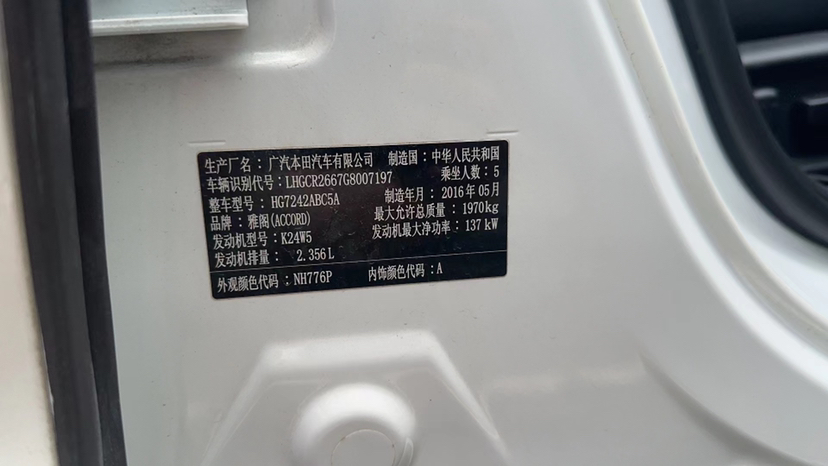 生产厂名：广汽本田汽车有限公司 制造国：中华人民共和国
车辆识别代号：LHGCR2667G8007197 乘坐人数：5
整车型号：HG7242ABC5A 制造年月：2016年05月
品牌：雅阁(ACCORD) 最大允许总质量：1970kg
发动机型号：K24W5 发动机最大净功率：137kW
发动机排量：2.356L
外观颜色代码：NH776P 内饰颜色代码：A